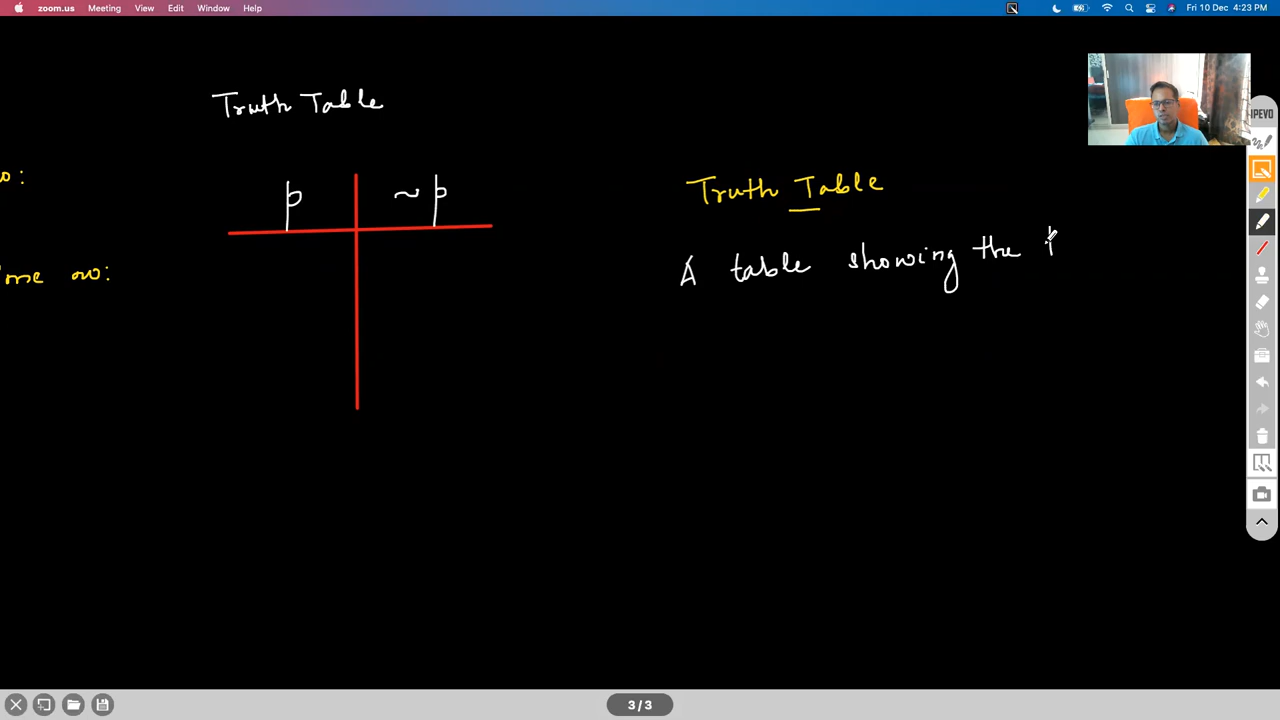 zoom.us Meeting View Edit Window Help Fri 10 Dec 4:23 PM
Truth Table
p ~p
Truth Table
A table showing the
IPEVO
3/3